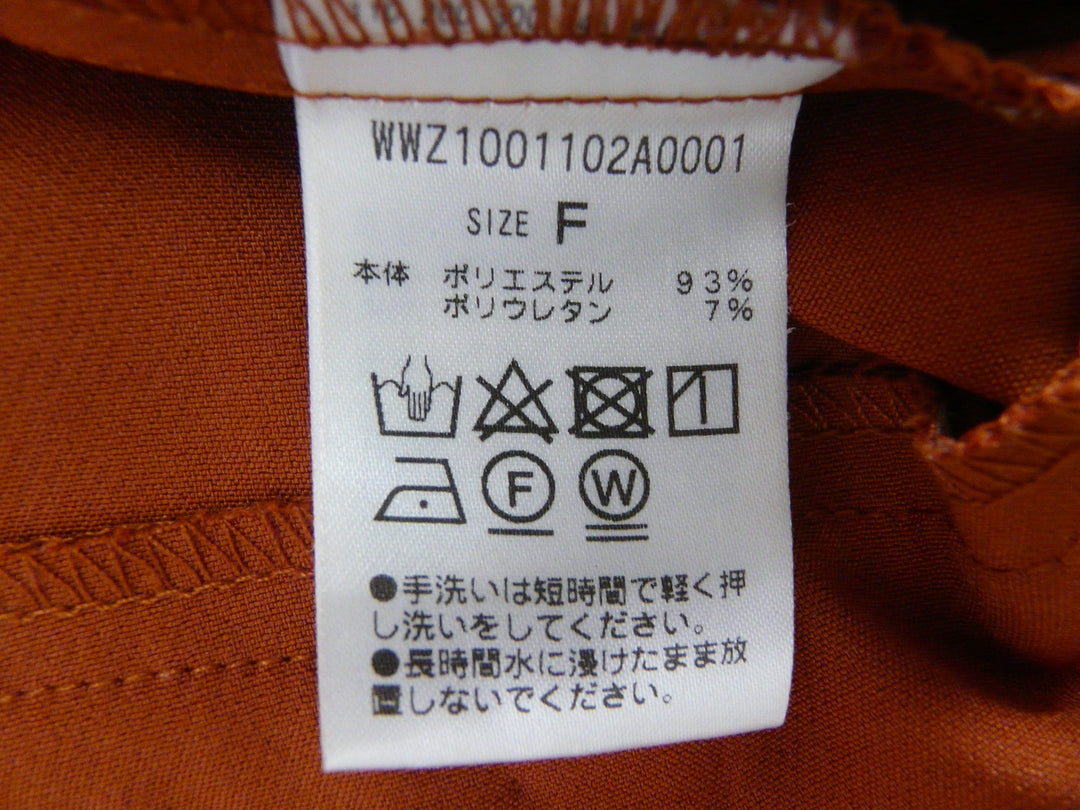 WWZ1001102A0001
SIZE F
本体 ポリエステル 93%
ポリウレタン 7%
F W
●手洗いは短時間で軽く押
し洗いをしてください。
●長時間水に浸けたまま放
置しないでください。